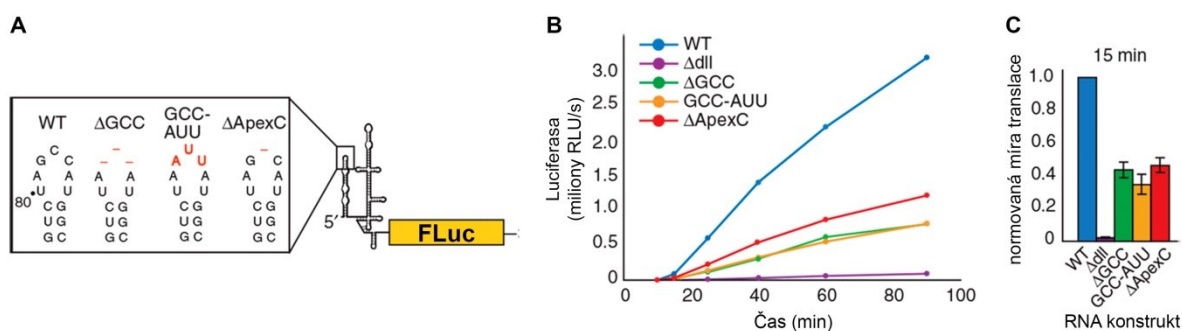 A
WT
ΔGCC
GCC-
AUU
ΔApexC
C
G C
A A
80 U U
C G
U G
G C
– – –
A A
U U
C G
U G
G C
U
A U
A A
U U
C G
U G
G C
–
G C
A A
U U
C G
U G
G C
5′
FLuc
B
WT
ΔdII
ΔGCC
GCC-AUU
ΔApexC
Luciferasa
(miliony RLU/s)
3.0
2.5
2.0
1.5
1.0
0.5
0
0 20 40 60 80 100
Čas (min)
C
15 min
normovaná míra translace
1.0
0.8
0.6
0.4
0.2
0
WT
ΔdII
ΔGCC
GCC-AUU
ΔApexC
RNA konstrukt